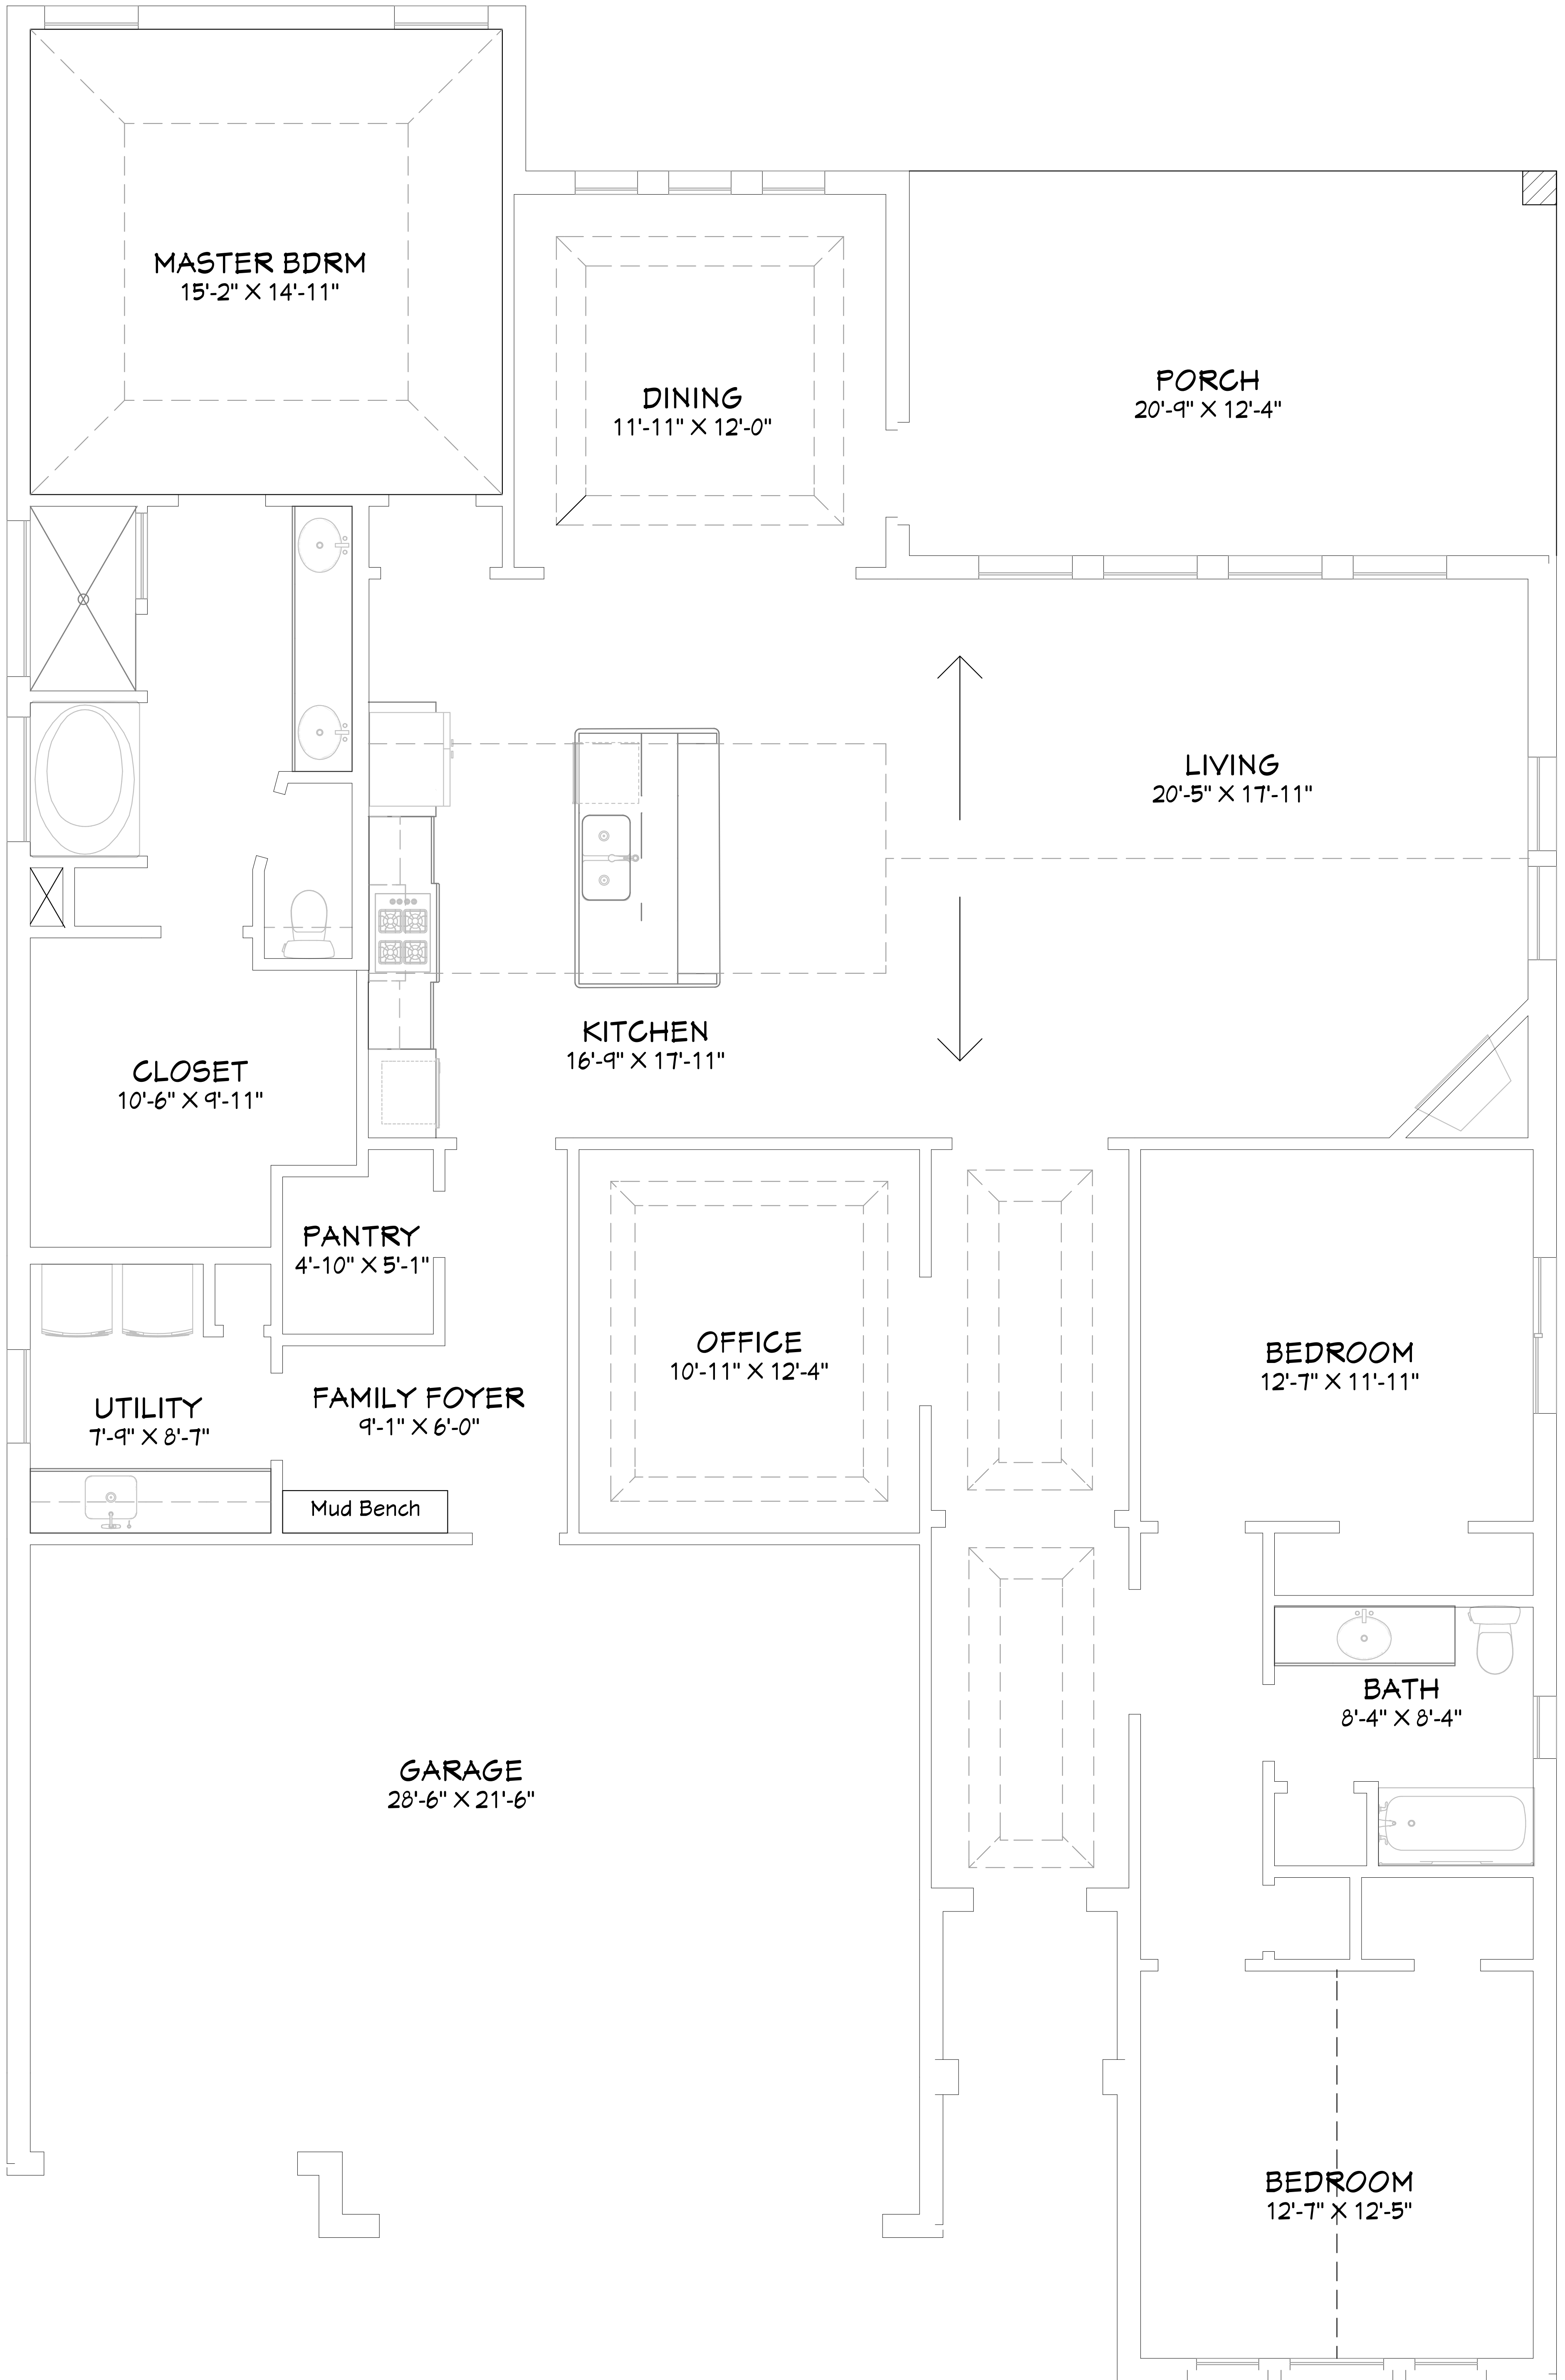 MASTER BDRM
15'-2" X 14'-11"
DINING
11'-11" X 12'-0"
PORCH
20'-9" X 12'-4"
LIVING
20'-5" X 17'-11"
KITCHEN
16'-9" X 17'-11"
CLOSET
10'-6" X 9'-11"
PANTRY
4'-10" X 5'-1"
OFFICE
10'-11" X 12'-4"
BEDROOM
12'-7" X 11'-11"
FAMILY FOYER
9'-1" X 6'-0"
UTILITY
7'-9" X 8'-7"
Mud Bench
BATH
8'-4" X 8'-4"
GARAGE
28'-6" X 21'-6"
BEDROOM
12'-7" X 12'-5"